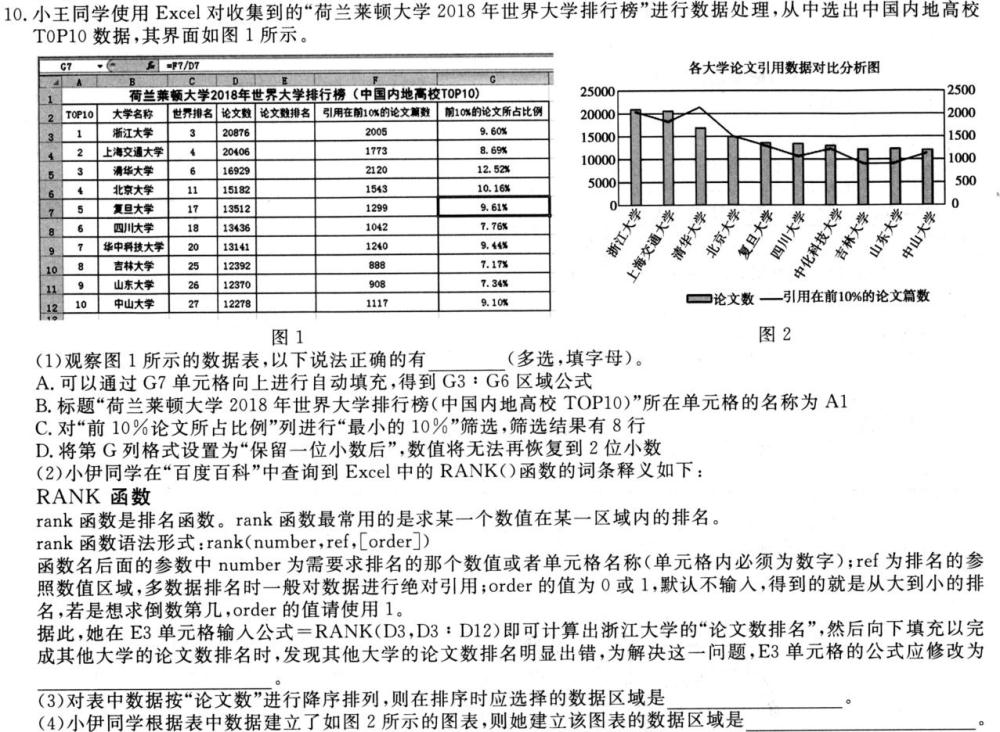 10. 小王同学使用 Excel 对收集到的“荷兰莱顿大学 2018 年世界大学排行榜”进行数据处理,从中选出中国内地高校
TOP10 数据,其界面如图 1 所示。
G7 fx =F7/D7
A B C D E F G
1 荷兰莱顿大学2018年世界大学排行榜（中国内地高校TOP10）
2 TOP10 大学名称 世界排名 论文数 论文数排名 引用在前10%的论文篇数 前10%的论文所占比例
3 1 浙江大学 3 20876 2005 9.60%
4 2 上海交通大学 4 20406 1773 8.69%
5 3 清华大学 6 16929 2120 12.52%
6 4 北京大学 11 15182 1543 10.16%
7 5 复旦大学 17 13512 1299 9.61%
8 6 四川大学 18 13436 1042 7.76%
9 7 华中科技大学 20 13141 1240 9.44%
10 8 吉林大学 25 12392 888 7.17%
11 9 山东大学 26 12370 908 7.34%
12 10 中山大学 27 12278 1117 9.10%
图 1
各大学论文引用数据对比分析图
25000 2500
20000 2000
15000 1500
10000 1000
5000 500
0 0
浙江大学 上海交通大学 清华大学 北京大学 复旦大学 四川大学 中化科技大学 吉林大学 山东大学 中山大学
论文数 引用在前10%的论文篇数
图 2
(1)观察图 1 所示的数据表,以下说法正确的有________(多选,填字母)。
A. 可以通过 G7 单元格向上进行自动填充,得到 G3：G6 区域公式
B. 标题“荷兰莱顿大学 2018 年世界大学排行榜(中国内地高校 TOP10)”所在单元格的名称为 A1
C. 对“前 10%论文所占比例”列进行“最小的 10%”筛选,筛选结果有 8 行
D. 将第 G 列格式设置为“保留一位小数后”,数值将无法再恢复到 2 位小数
(2)小伊同学在“百度百科”中查询到 Excel 中的 RANK()函数的词条释义如下：
RANK 函数
rank 函数是排名函数。rank 函数最常用的是求某一个数值在某一区域内的排名。
rank 函数语法形式:rank(number,ref,[order])
函数名后面的参数中 number 为需要求排名的那个数值或者单元格名称(单元格内必须为数字);ref 为排名的参
照数值区域,多数据排名时一般对数据进行绝对引用;order 的值为 0 或 1,默认不输入,得到的就是从大到小的排
名,若是想求倒数第几,order 的值请使用 1。
据此,她在 E3 单元格输入公式＝RANK(D3,D3：D12)即可计算出浙江大学的“论文数排名”,然后向下填充以完
成其他大学的论文数排名时,发现其他大学的论文数排名明显出错,为解决这一问题,E3 单元格的公式应修改为
________________。
(3)对表中数据按“论文数”进行降序排列,则在排序时应选择的数据区域是________________。
(4)小伊同学根据表中数据建立了如图 2 所示的图表,则她建立该图表的数据区域是________________。